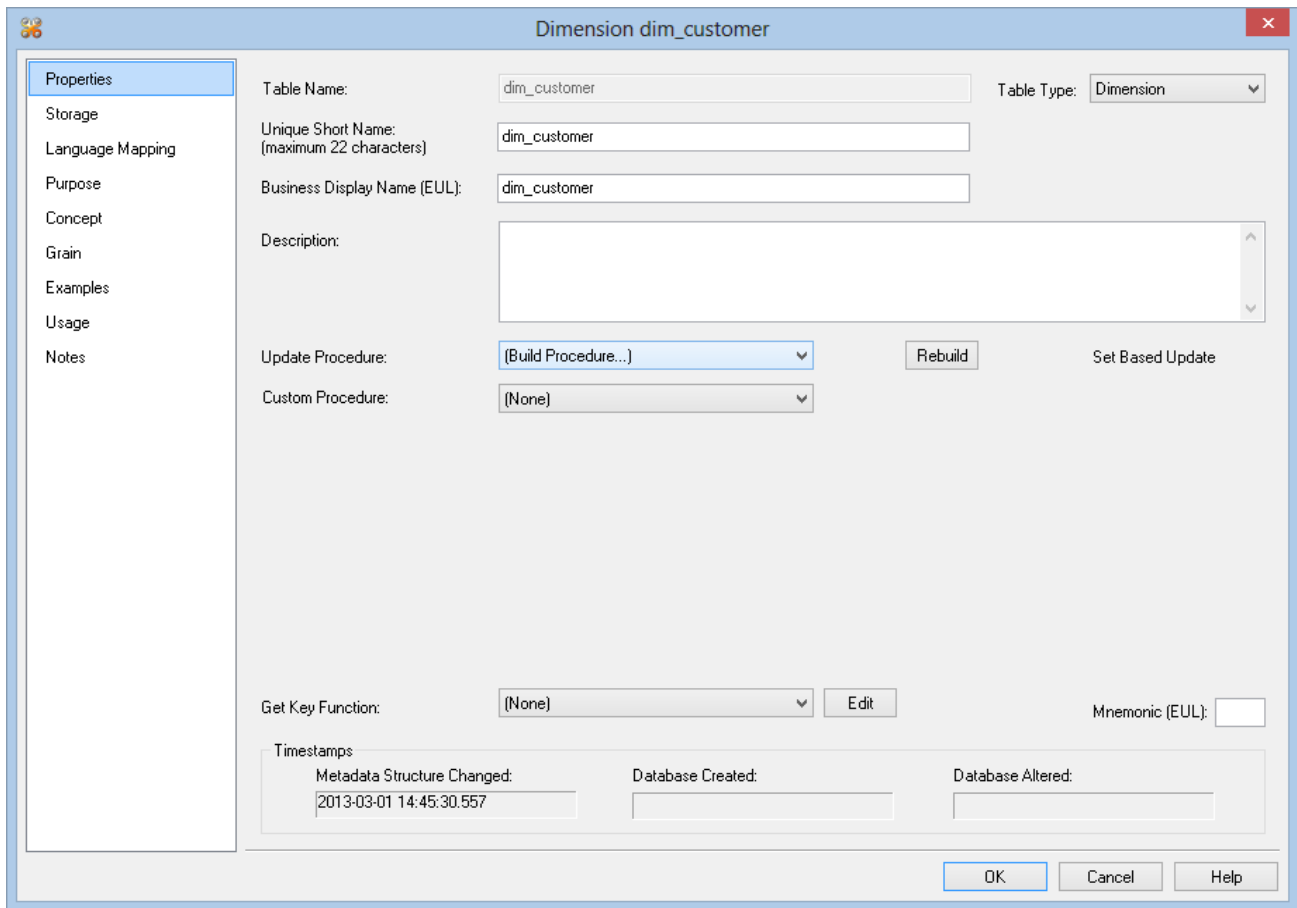 Dimension dim_customer
Properties
Storage
Language Mapping
Purpose
Concept
Grain
Examples
Usage
Notes
Table Name: dim_customer Table Type: Dimension
Unique Short Name: dim_customer
(maximum 22 characters)
Business Display Name (EUL): dim_customer
Description:
Update Procedure: (Build Procedure...) Rebuild Set Based Update
Custom Procedure: (None)
Get Key Function: (None) Edit Mnemonic (EUL):
Timestamps
Metadata Structure Changed: Database Created: Database Altered:
2013-03-01 14:45:30.557
OK Cancel Help